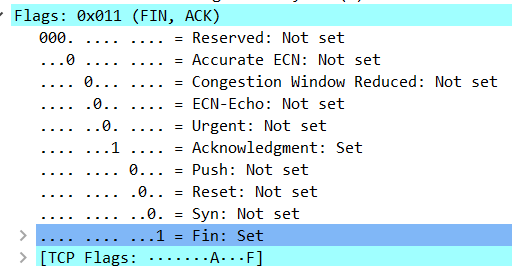 Flags: 0x011 (FIN, ACK)
000. .... .... = Reserved: Not set
...0 .... .... = Accurate ECN: Not set
.... 0... .... = Congestion Window Reduced: Not set
.... .0.. .... = ECN-Echo: Not set
.... ..0. .... = Urgent: Not set
.... ...1 .... = Acknowledgment: Set
.... .... 0... = Push: Not set
.... .... .0.. = Reset: Not set
.... .... ..0. = Syn: Not set
.... .... ...1 = Fin: Set
[TCP Flags: ·······A···F]